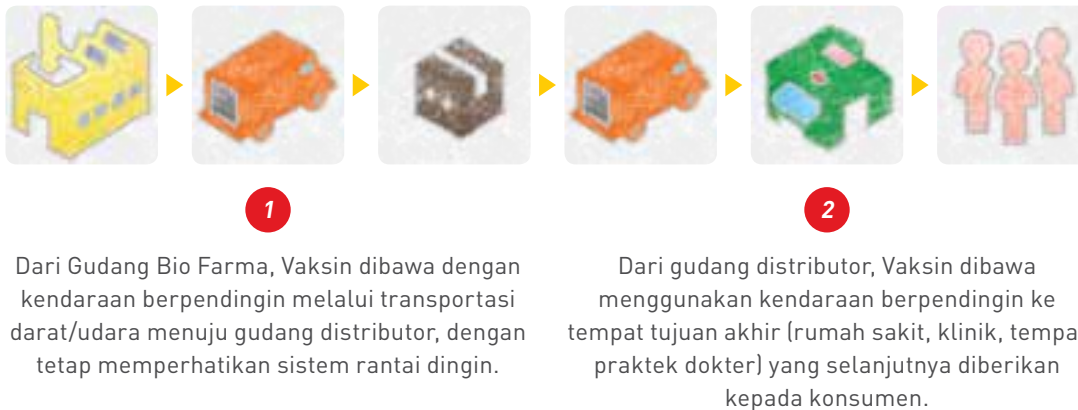 1
Dari Gudang Bio Farma, Vaksin dibawa dengan
kendaraan berpendingin melalui transportasi
darat/udara menuju gudang distributor, dengan
tetap memperhatikan sistem rantai dingin.
2
Dari gudang distributor, Vaksin dibawa
menggunakan kendaraan berpendingin ke
tempat tujuan akhir (rumah sakit, klinik, tempa
praktek dokter) yang selanjutnya diberikan
kepada konsumen.